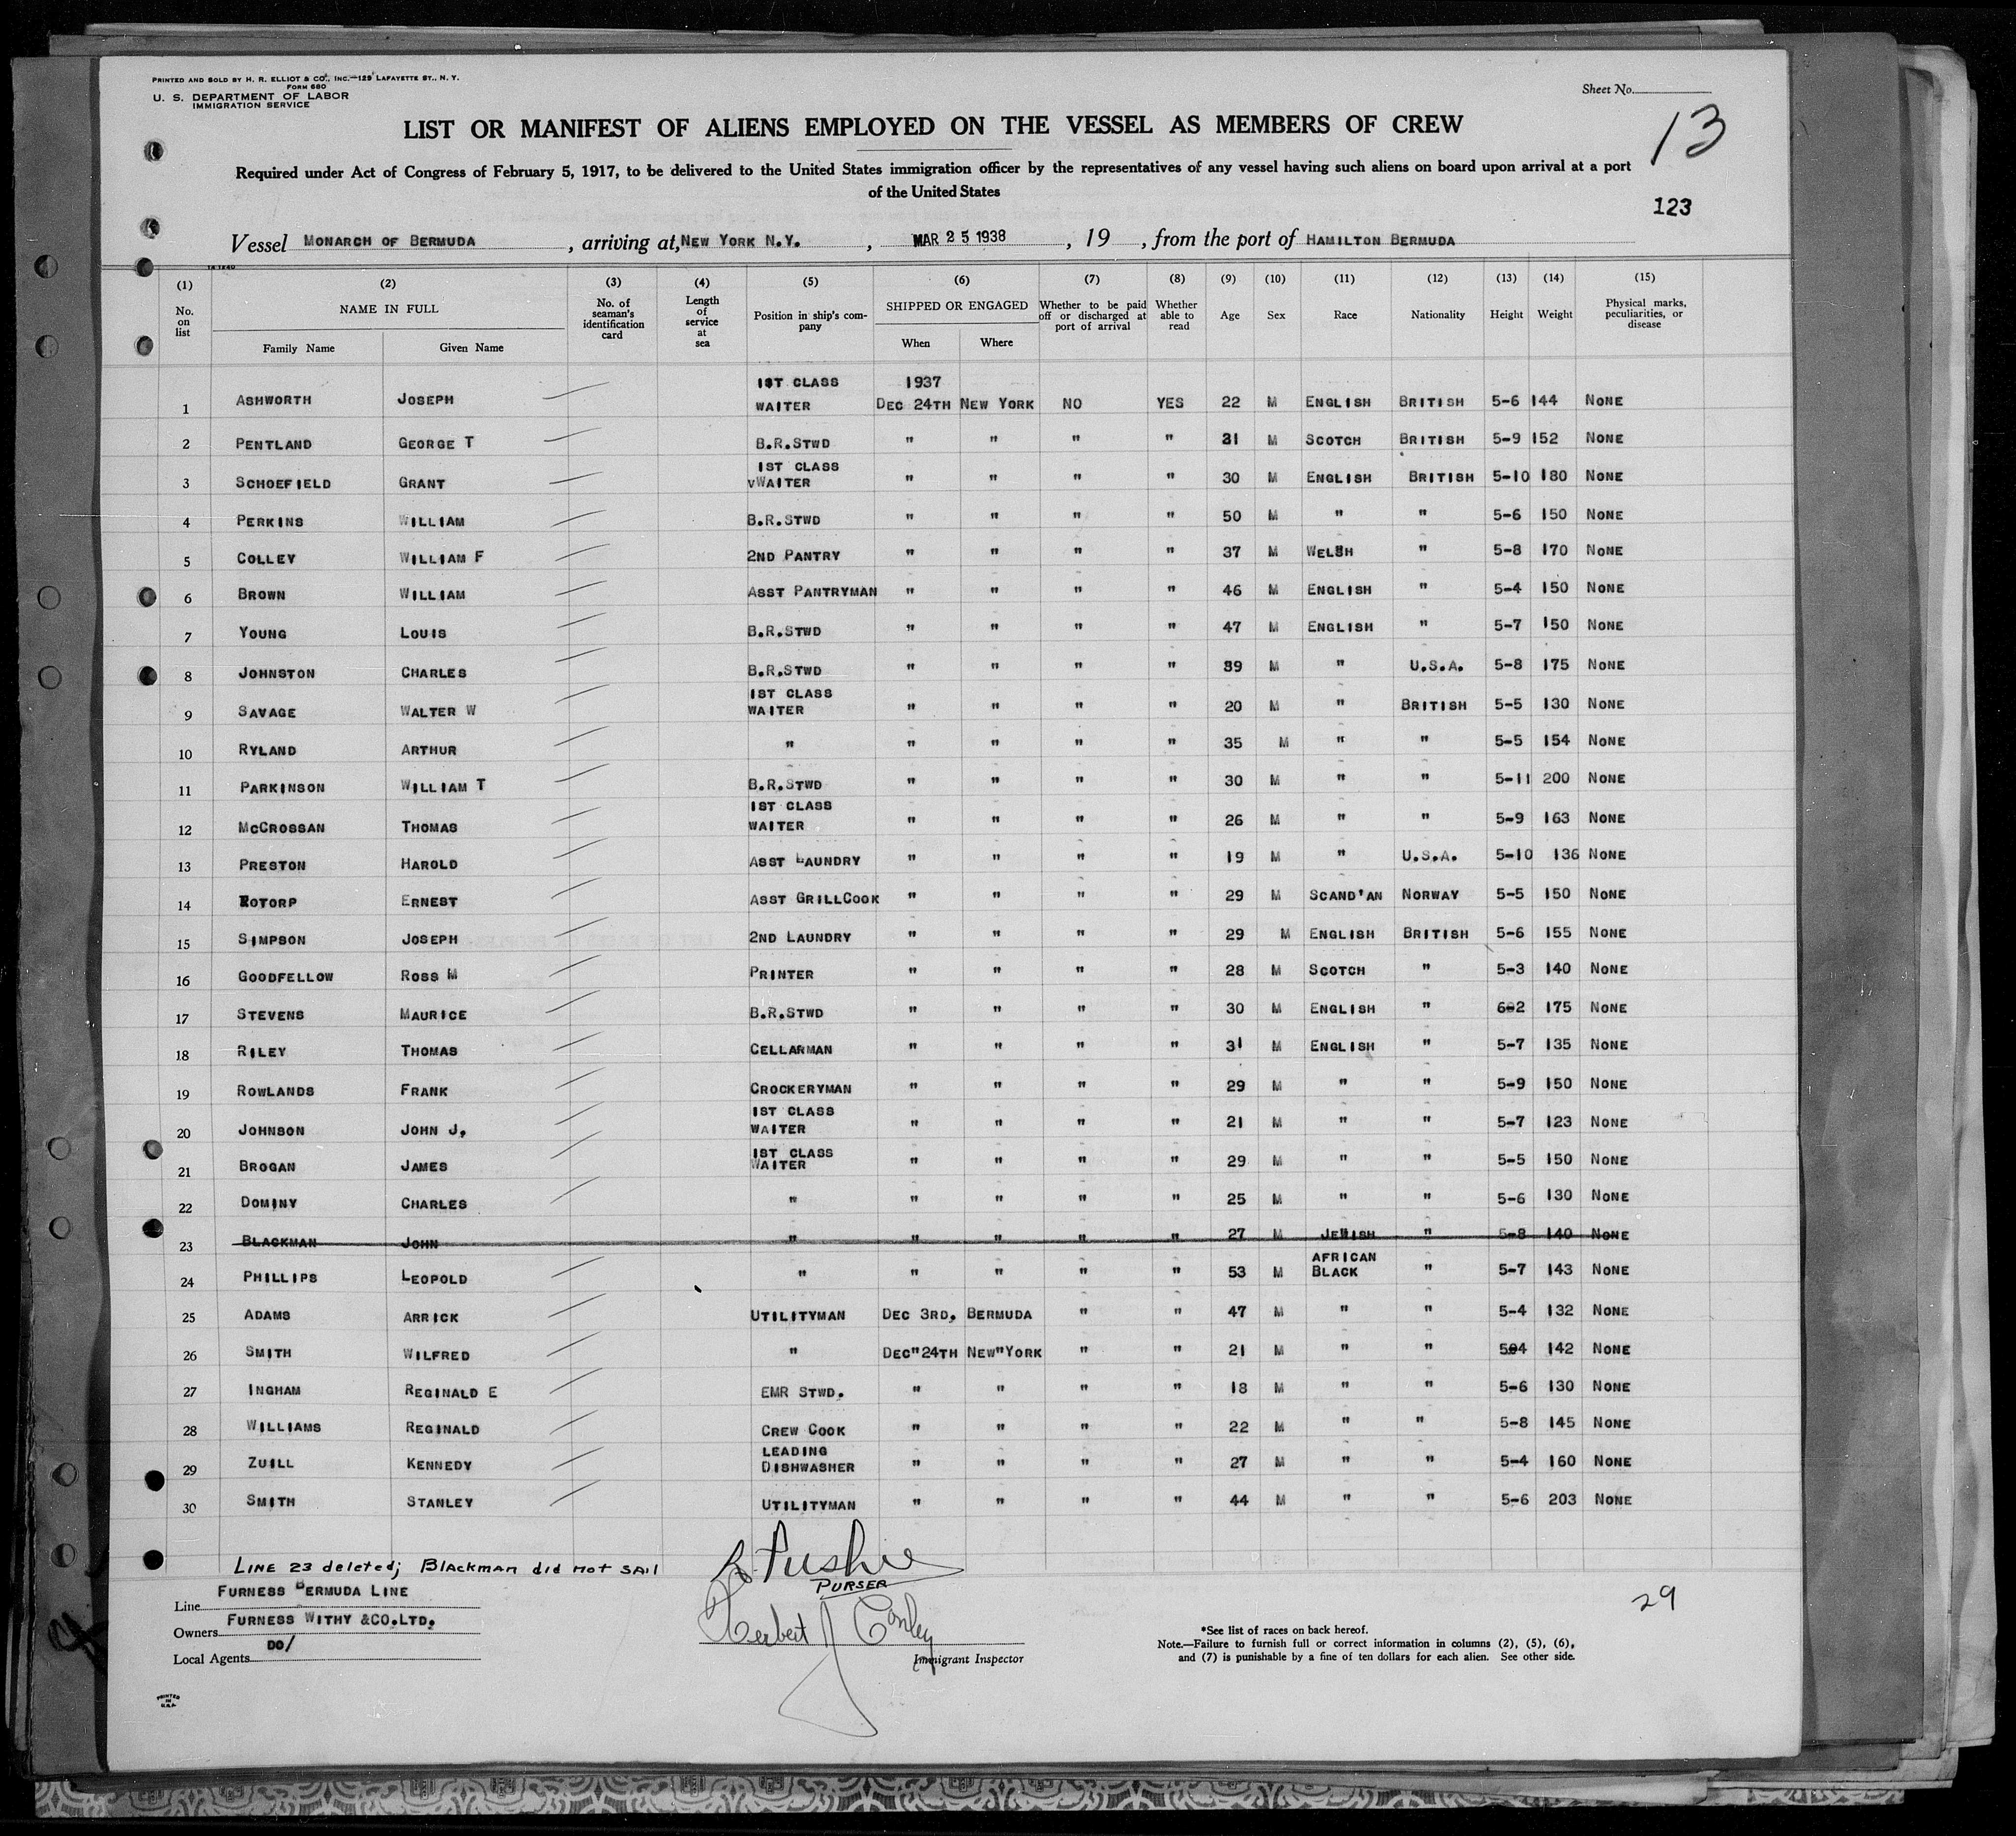 PRINTED AND SOLD BY H. R. ELLIOT & CO., INC.—129 LAFAYETTE ST., N. Y.
FORM 680
U. S. DEPARTMENT OF LABOR
IMMIGRATION SERVICE
Sheet No.
LIST OR MANIFEST OF ALIENS EMPLOYED ON THE VESSEL AS MEMBERS OF CREW
13
Required under Act of Congress of February 5, 1917, to be delivered to the United States immigration officer by the representatives of any vessel having such aliens on board upon arrival at a port
of the United States
123
Vessel MONARCH OF BERMUDA, arriving at, NEW YORK N.Y., MAR 25 1938, 19 , from the port of HAMILTON BERMUDA
(1) (2) (3) (4) (5) (6) (7) (8) (9) (10) (11) (12) (13) (14) (15)
No. on list NAME IN FULL Family Name Given Name No. of seaman's identification card Length of service at sea Position in ship's company SHIPPED OR ENGAGED When Where Whether to be paid off or discharged at port of arrival Whether able to read Age Sex Race Nationality Height Weight Physical marks, peculiarities, or disease
1 ASHWORTH JOSEPH 1ST CLASS WAITER 1937 DEC 24TH NEW YORK NO YES 22 M ENGLISH BRITISH 5-6 144 NONE
2 PENTLAND GEORGE T B.R.STWD " " " " 31 M SCOTCH BRITISH 5-9 152 NONE
3 SCHOEFIELD GRANT 1ST CLASS vWAITER " " " " 30 M ENGLISH BRITISH 5-10 180 NONE
4 PERKINS WILLIAM B.R.STWD " " " " 50 M " " 5-6 150 NONE
5 COLLEY WILLIAM F 2ND PANTRY " " " " 37 M WELSH " 5-8 170 NONE
6 BROWN WILLIAM ASST PANTRYMAN " " " " 46 M ENGLISH " 5-4 150 NONE
7 YOUNG LOUIS B.R.STWD " " " " 47 M ENGLISH " 5-7 150 NONE
8 JOHNSTON CHARLES B.R.STWD " " " " 39 M " U.S.A. 5-8 175 NONE
9 SAVAGE WALTER W 1ST CLASS WAITER " " " " 20 M " BRITISH 5-5 130 NONE
10 RYLAND ARTHUR " " " " " 35 M " " 5-5 154 NONE
11 PARKINSON WILLIAM T B.R.STWD " " " " 30 M " " 5-11 200 NONE
12 MCCROSSAN THOMAS 1ST CLASS WAITER " " " " 26 M " " 5-9 163 NONE
13 PRESTON HAROLD ASST LAUNDRY " " " " 19 M " U.S.A. 5-10 136 NONE
14 ROTORP ERNEST ASST GRILLCOOK " " " " 29 M SCAND'AN NORWAY 5-5 150 NONE
15 SIMPSON JOSEPH 2ND LAUNDRY " " " " 29 M ENGLISH BRITISH 5-6 155 NONE
16 GOODFELLOW ROSS M PRINTER " " " " 28 M SCOTCH " 5-3 140 NONE
17 STEVENS MAURICE B.R.STWD " " " " 30 M ENGLISH " 6-2 175 NONE
18 RILEY THOMAS CELLARMAN " " " " 31 M ENGLISH " 5-7 135 NONE
19 ROWLANDS FRANK CROCKERYMAN " " " " 29 M " " 5-9 150 NONE
20 JOHNSON JOHN J, 1ST CLASS WAITER " " " " 21 M " " 5-7 123 NONE
21 BROGAN JAMES 1ST CLASS WAITER " " " " 29 M " " 5-5 150 NONE
22 DOMINY CHARLES " " " " " 25 M " " 5-6 130 NONE
23 BLACKMAN JOHN " " " " " 27 M JEWISH " 5-8 140 NONE
24 PHILLIPS LEOPOLD " " " " " 53 M AFRICAN BLACK " 5-7 143 NONE
25 ADAMS ARRICK UTILITYMAN DEC 3RD, BERMUDA " " 47 M " " 5-4 132 NONE
26 SMITH WILFRED " DEC"24TH NEW"YORK " " 21 M " " 5-4 142 NONE
27 INGHAM REGINALD E EMR STWD. " " " " 18 M " " 5-6 130 NONE
28 WILLIAMS REGINALD CREW COOK " " " " 22 M " " 5-8 145 NONE
29 ZUILL KENNEDY LEADING DISHWASHER " " " " 27 M " " 5-4 160 NONE
30 SMITH STANLEY UTILITYMAN " " " " 44 M " " 5-6 203 NONE
LINE 23 deleted; Blackman did not sail
PURSER
Line FURNESS BERMUDA LINE
Owners FURNESS WITHY &CO.LTD.
Local Agents DO/
Herbert J Conley
Immigrant Inspector
29
*See list of races on back hereof.
Note.—Failure to furnish full or correct information in columns (2), (5), (6),
and (7) is punishable by a fine of ten dollars for each alien. See other side.
PRINTED IN U.S.A.